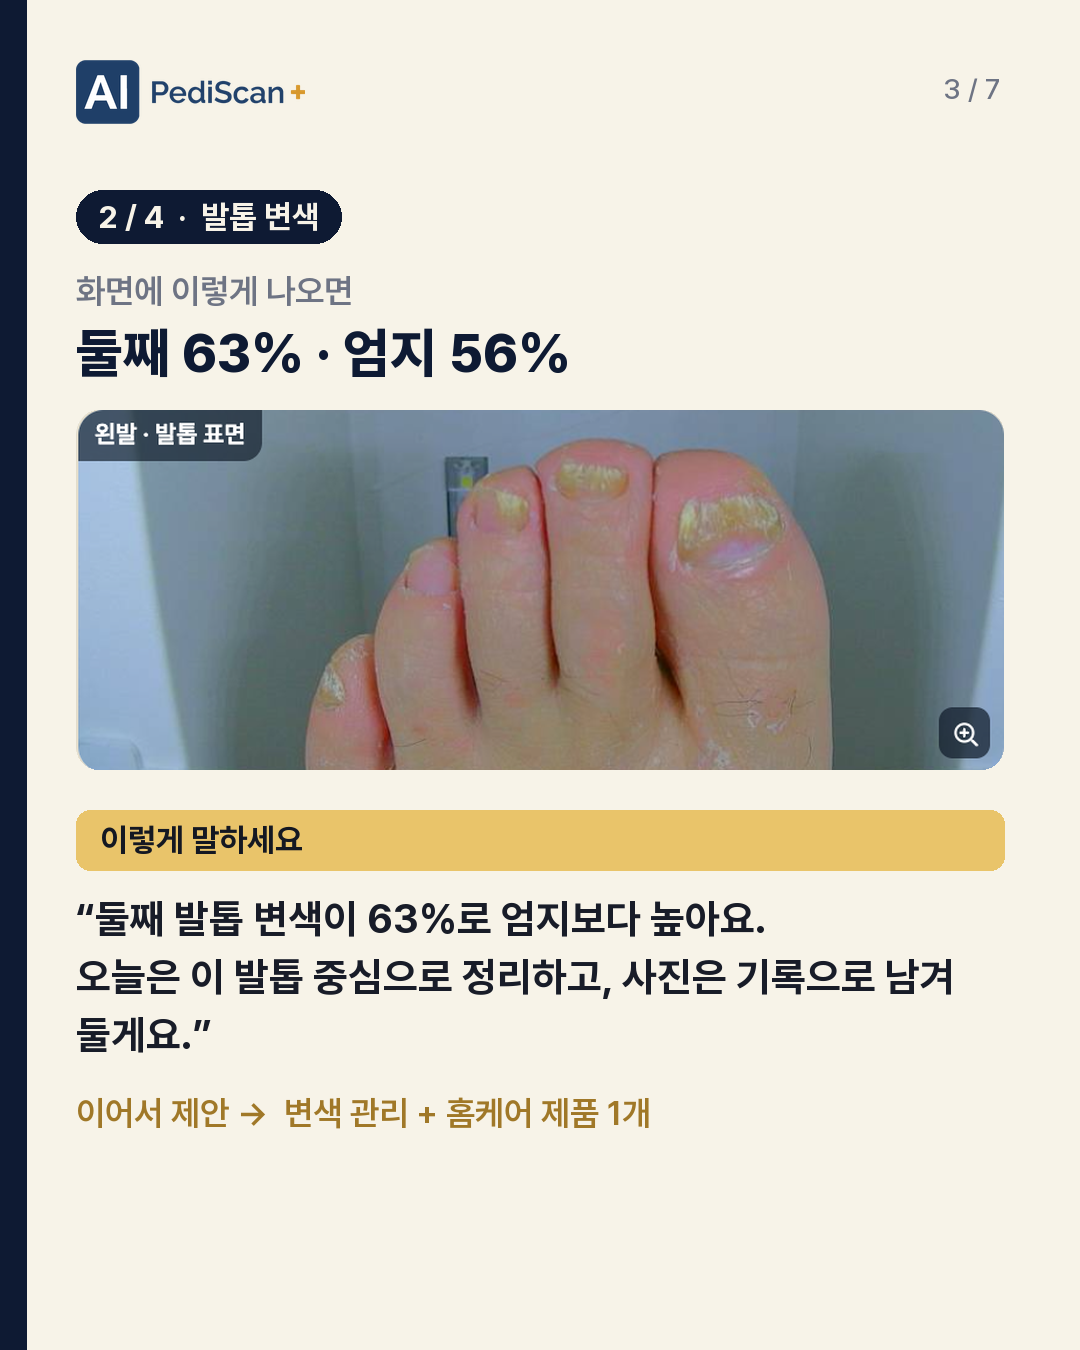 AI PediScan+
3 / 7
2 / 4 · 발톱 변색
화면에 이렇게 나오면
둘째 63% · 엄지 56%
왼발 · 발톱 표면
이렇게 말하세요
“둘째 발톱 변색이 63%로 엄지보다 높아요.
오늘은 이 발톱 중심으로 정리하고, 사진은 기록으로 남겨
둘게요.”
이어서 제안 → 변색 관리 + 홈케어 제품 1개